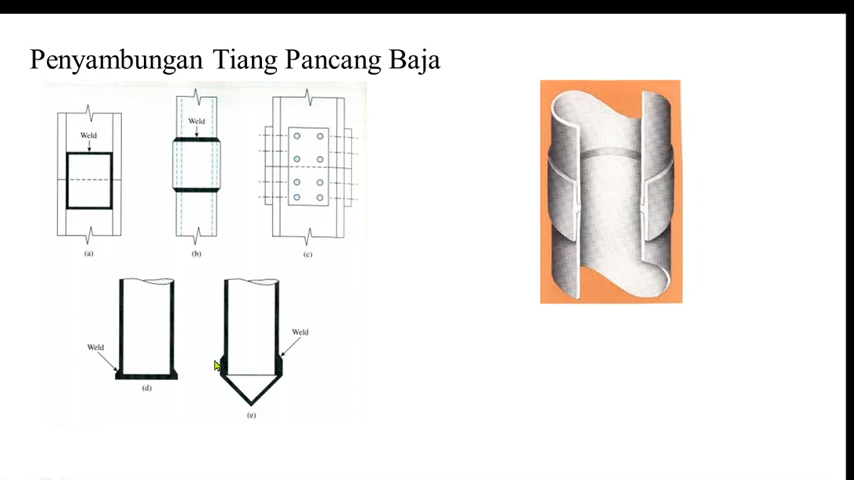 Penyambungan Tiang Pancang Baja
Weld
Weld
(a)
(b)
(c)
Weld
Weld
(d)
(e)